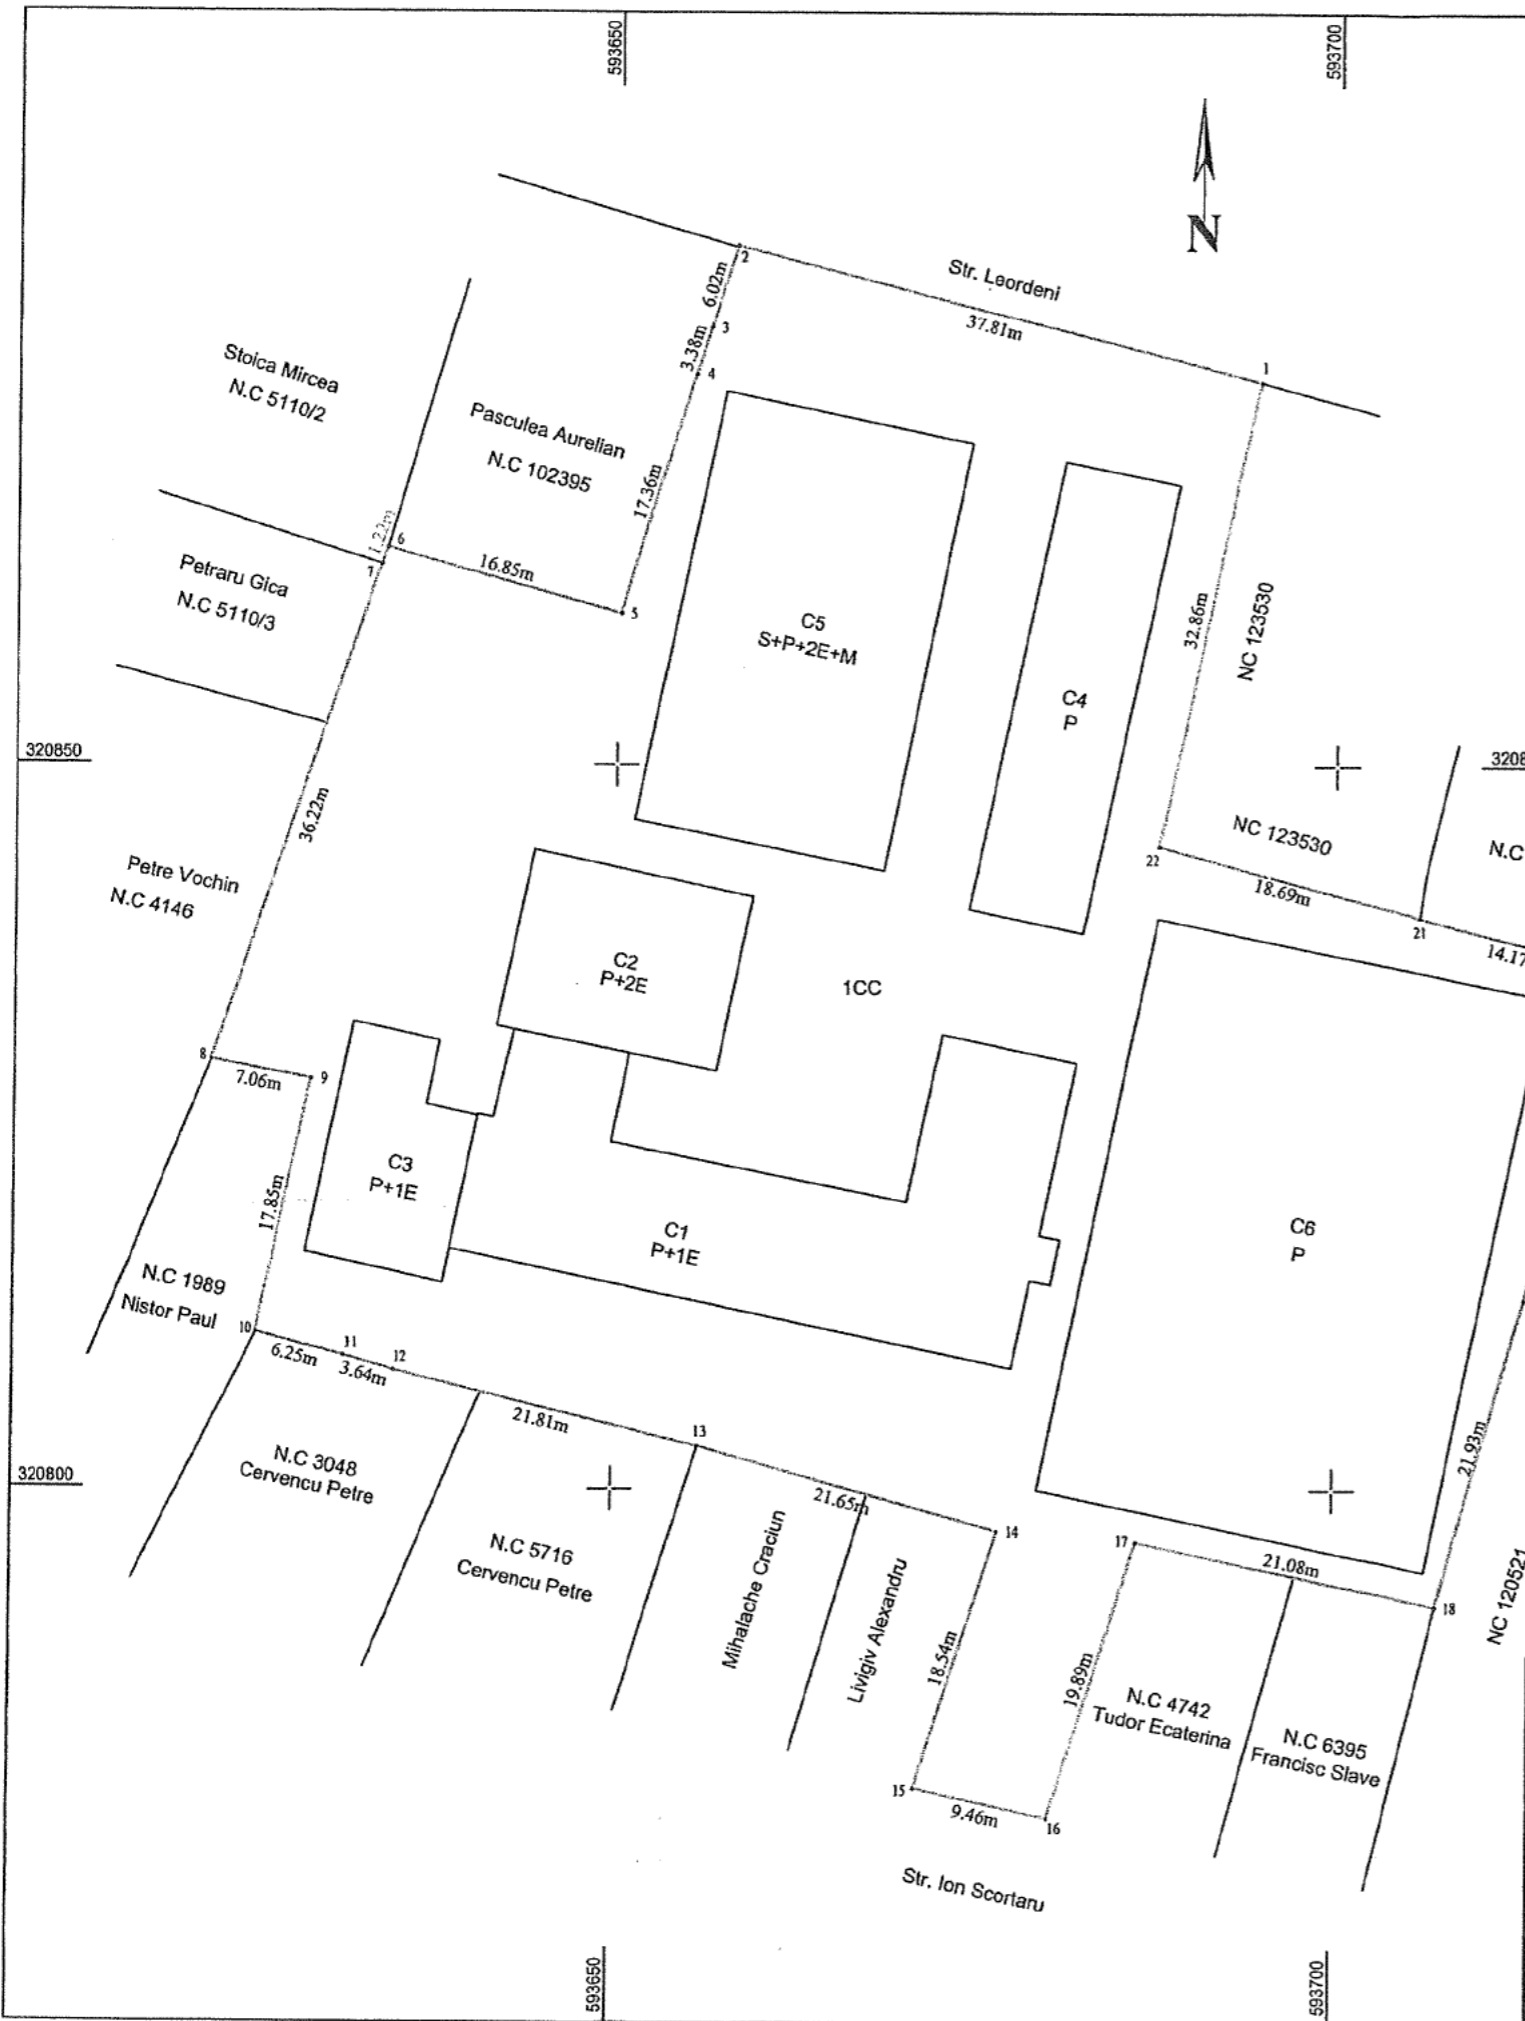 593650
593700
N
Str. Leordeni
2
6.02m
37.81m
3
3.38m
4
1
Stoica Mircea
N.C 5110/2
Pasculea Aurelian
N.C 102395
17.36m
1.22m
6
7
16.85m
5
Petraru Gica
N.C 5110/3
C5
S+P+2E+M
32.86m
NC 123530
C4
P
320850
3208
36.22m
NC 123530
N.C
22
18.69m
21
14.17
Petre Vochin
N.C 4146
C2
P+2E
1CC
8
7.06m
9
C3
P+1E
17.85m
C1
P+1E
C6
P
N.C 1989
Nistor Paul
10
6.25m
11
3.64m
12
21.81m
13
21.93m
320800
N.C 3048
Cervencu Petre
21.65m
14
N.C 5716
Cervencu Petre
Mihalache Craciun
Livigiv Alexandru
17
21.08m
18
NC 120521
18.54m
19.89m
N.C 4742
Tudor Ecaterina
N.C 6395
Francisc Slave
15
9.46m
16
Str. Ion Scortaru
593650
593700